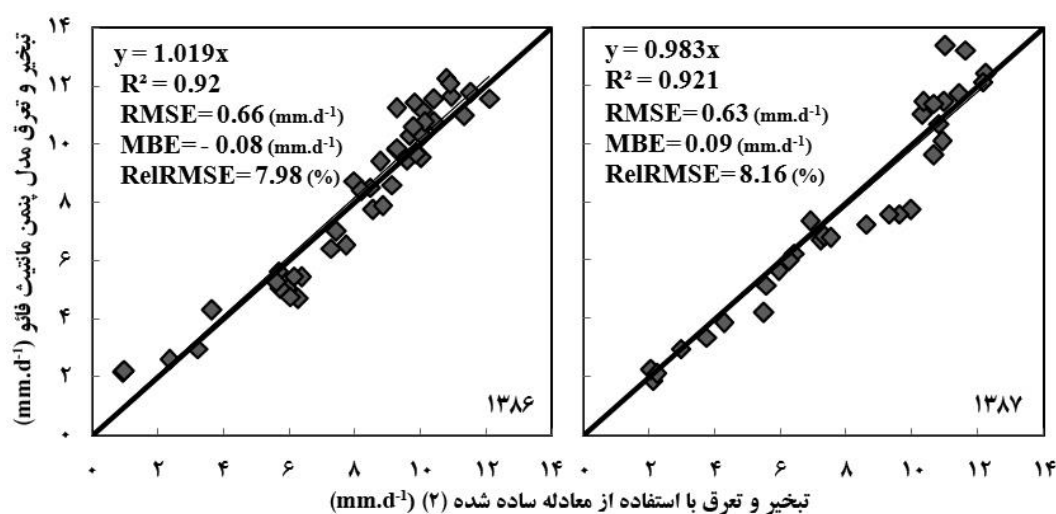 تبخیر و تعرق مدل پنمن مانتیث فائو (mm.d-1)
۱۴
۱۲
۱۰
۸
۶
۴
۲
۰
y = 1.019x
R² = 0.92
RMSE= 0.66 (mm.d-1)
MBE= - 0.08 (mm.d-1)
RelRMSE= 7.98 (%)
۱۳۸۶
۰ ۲ ۴ ۶ ۸ ۱۰ ۱۲ ۱۴
y = 0.983x
R² = 0.921
RMSE= 0.63 (mm.d-1)
MBE= 0.09 (mm.d-1)
RelRMSE= 8.16 (%)
۱۳۸۷
۰ ۲ ۴ ۶ ۸ ۱۰ ۱۲ ۱۴
تبخیر و تعرق با استفاده از معادله ساده شده (۲) (mm.d-1)